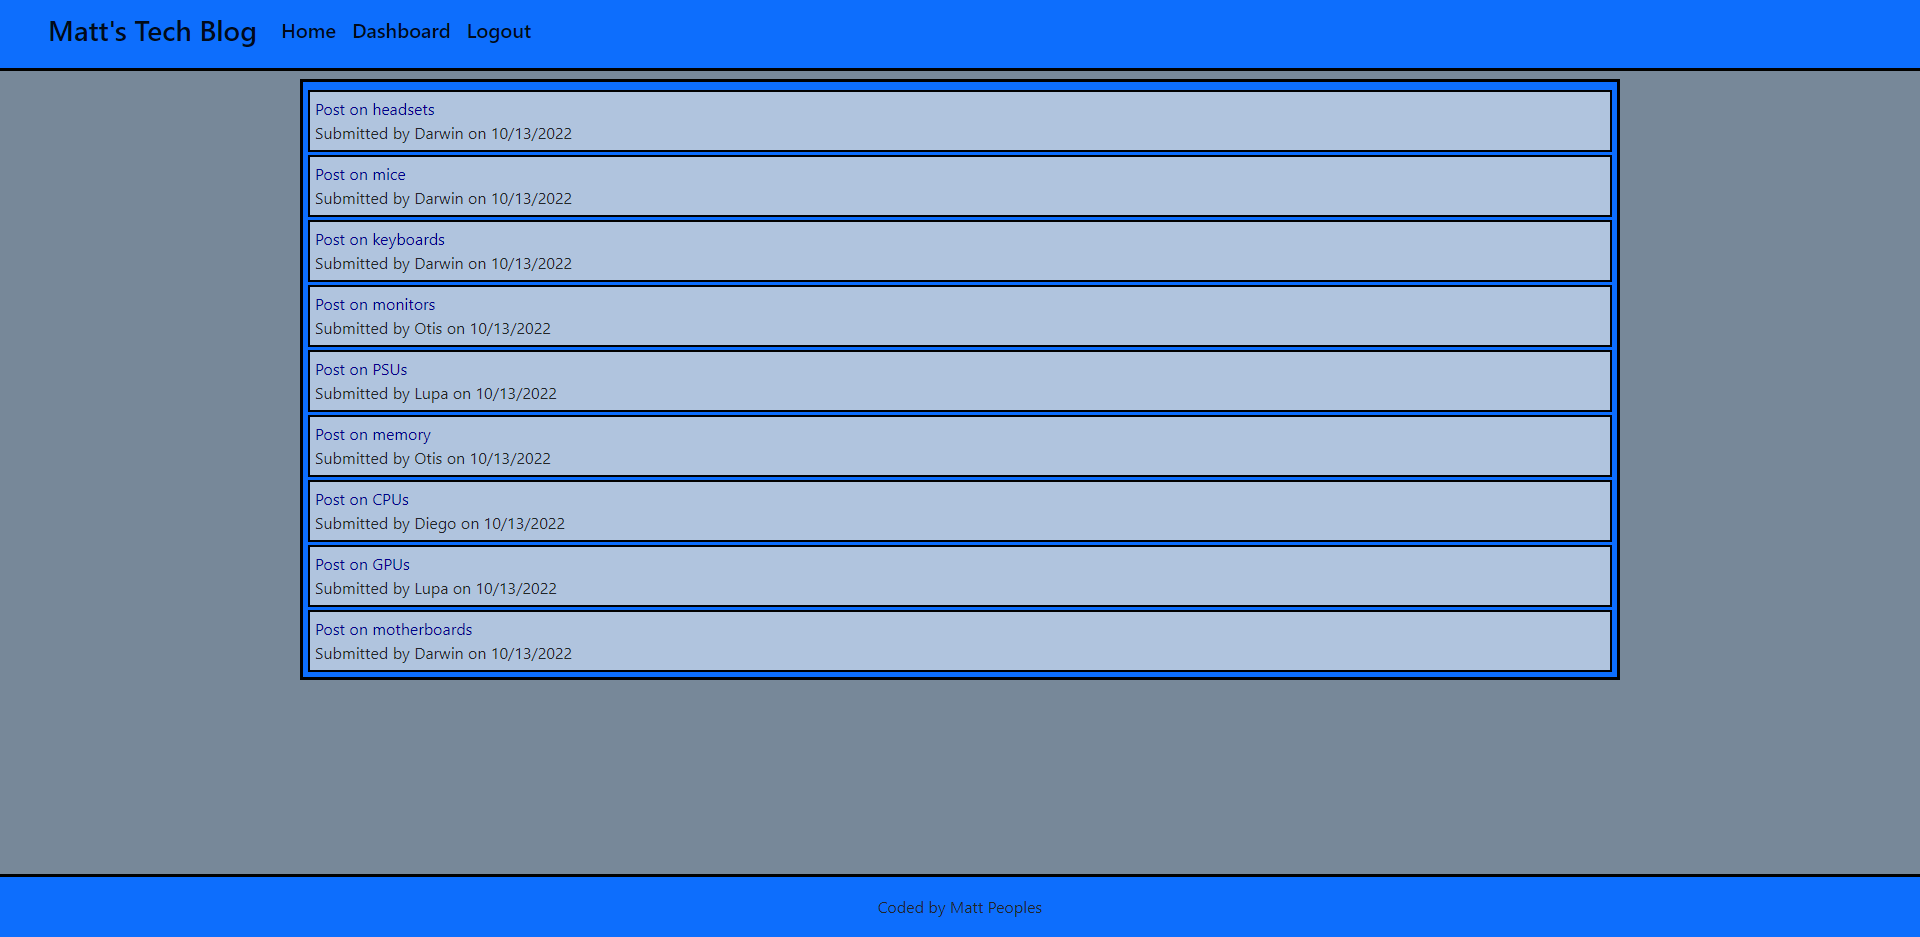 Matt's Tech Blog Home Dashboard Logout
Post on headsets
Submitted by Darwin on 10/13/2022
Post on mice
Submitted by Darwin on 10/13/2022
Post on keyboards
Submitted by Darwin on 10/13/2022
Post on monitors
Submitted by Otis on 10/13/2022
Post on PSUs
Submitted by Lupa on 10/13/2022
Post on memory
Submitted by Otis on 10/13/2022
Post on CPUs
Submitted by Diego on 10/13/2022
Post on GPUs
Submitted by Lupa on 10/13/2022
Post on motherboards
Submitted by Darwin on 10/13/2022
Coded by Matt Peoples